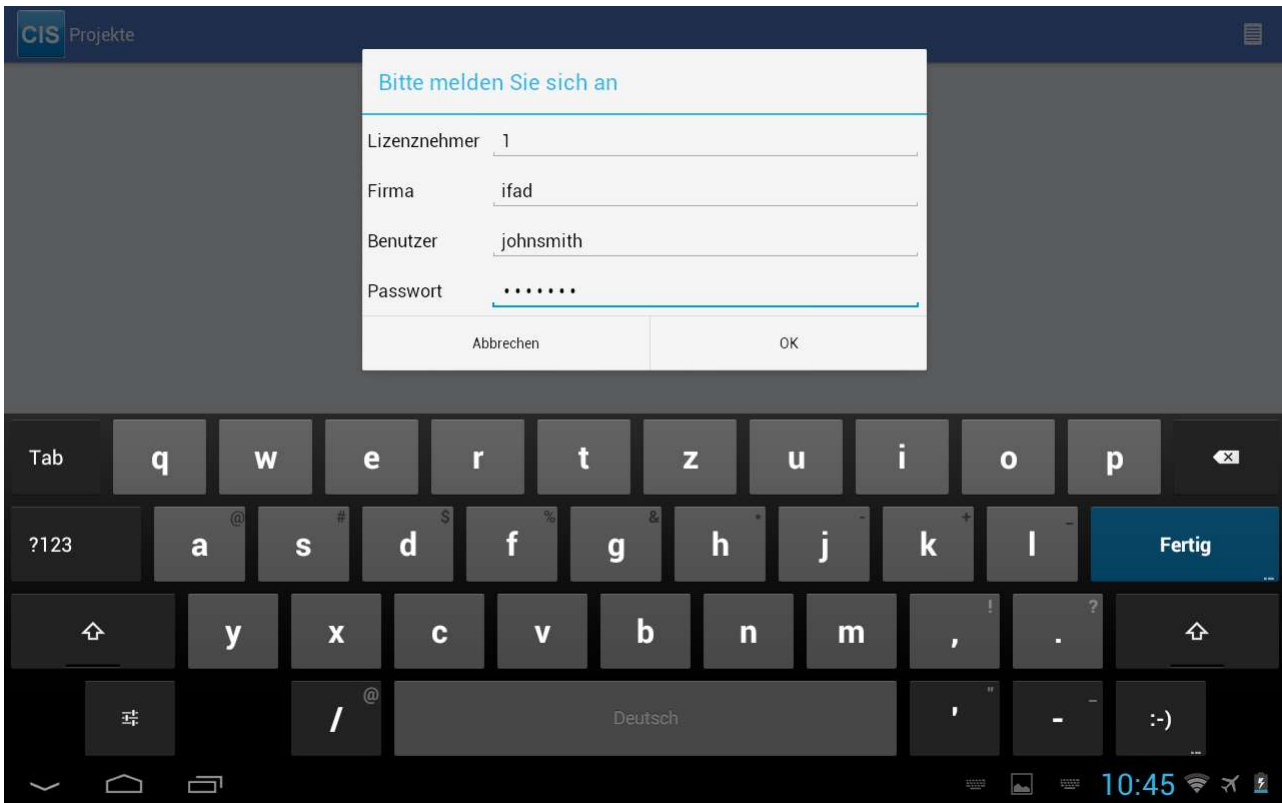 CIS Projekte
Bitte melden Sie sich an
Lizenznehmer 1
Firma ifad
Benutzer johnsmith
Passwort •••••••
Abbrechen OK
Tab q w e r t z u i o p
?123 a @ s # d $ f % g & h * j - k + l _ Fertig ...
y x c v b n m , ! . ?
/ @ Deutsch ' " - _ :-) ...
10:45